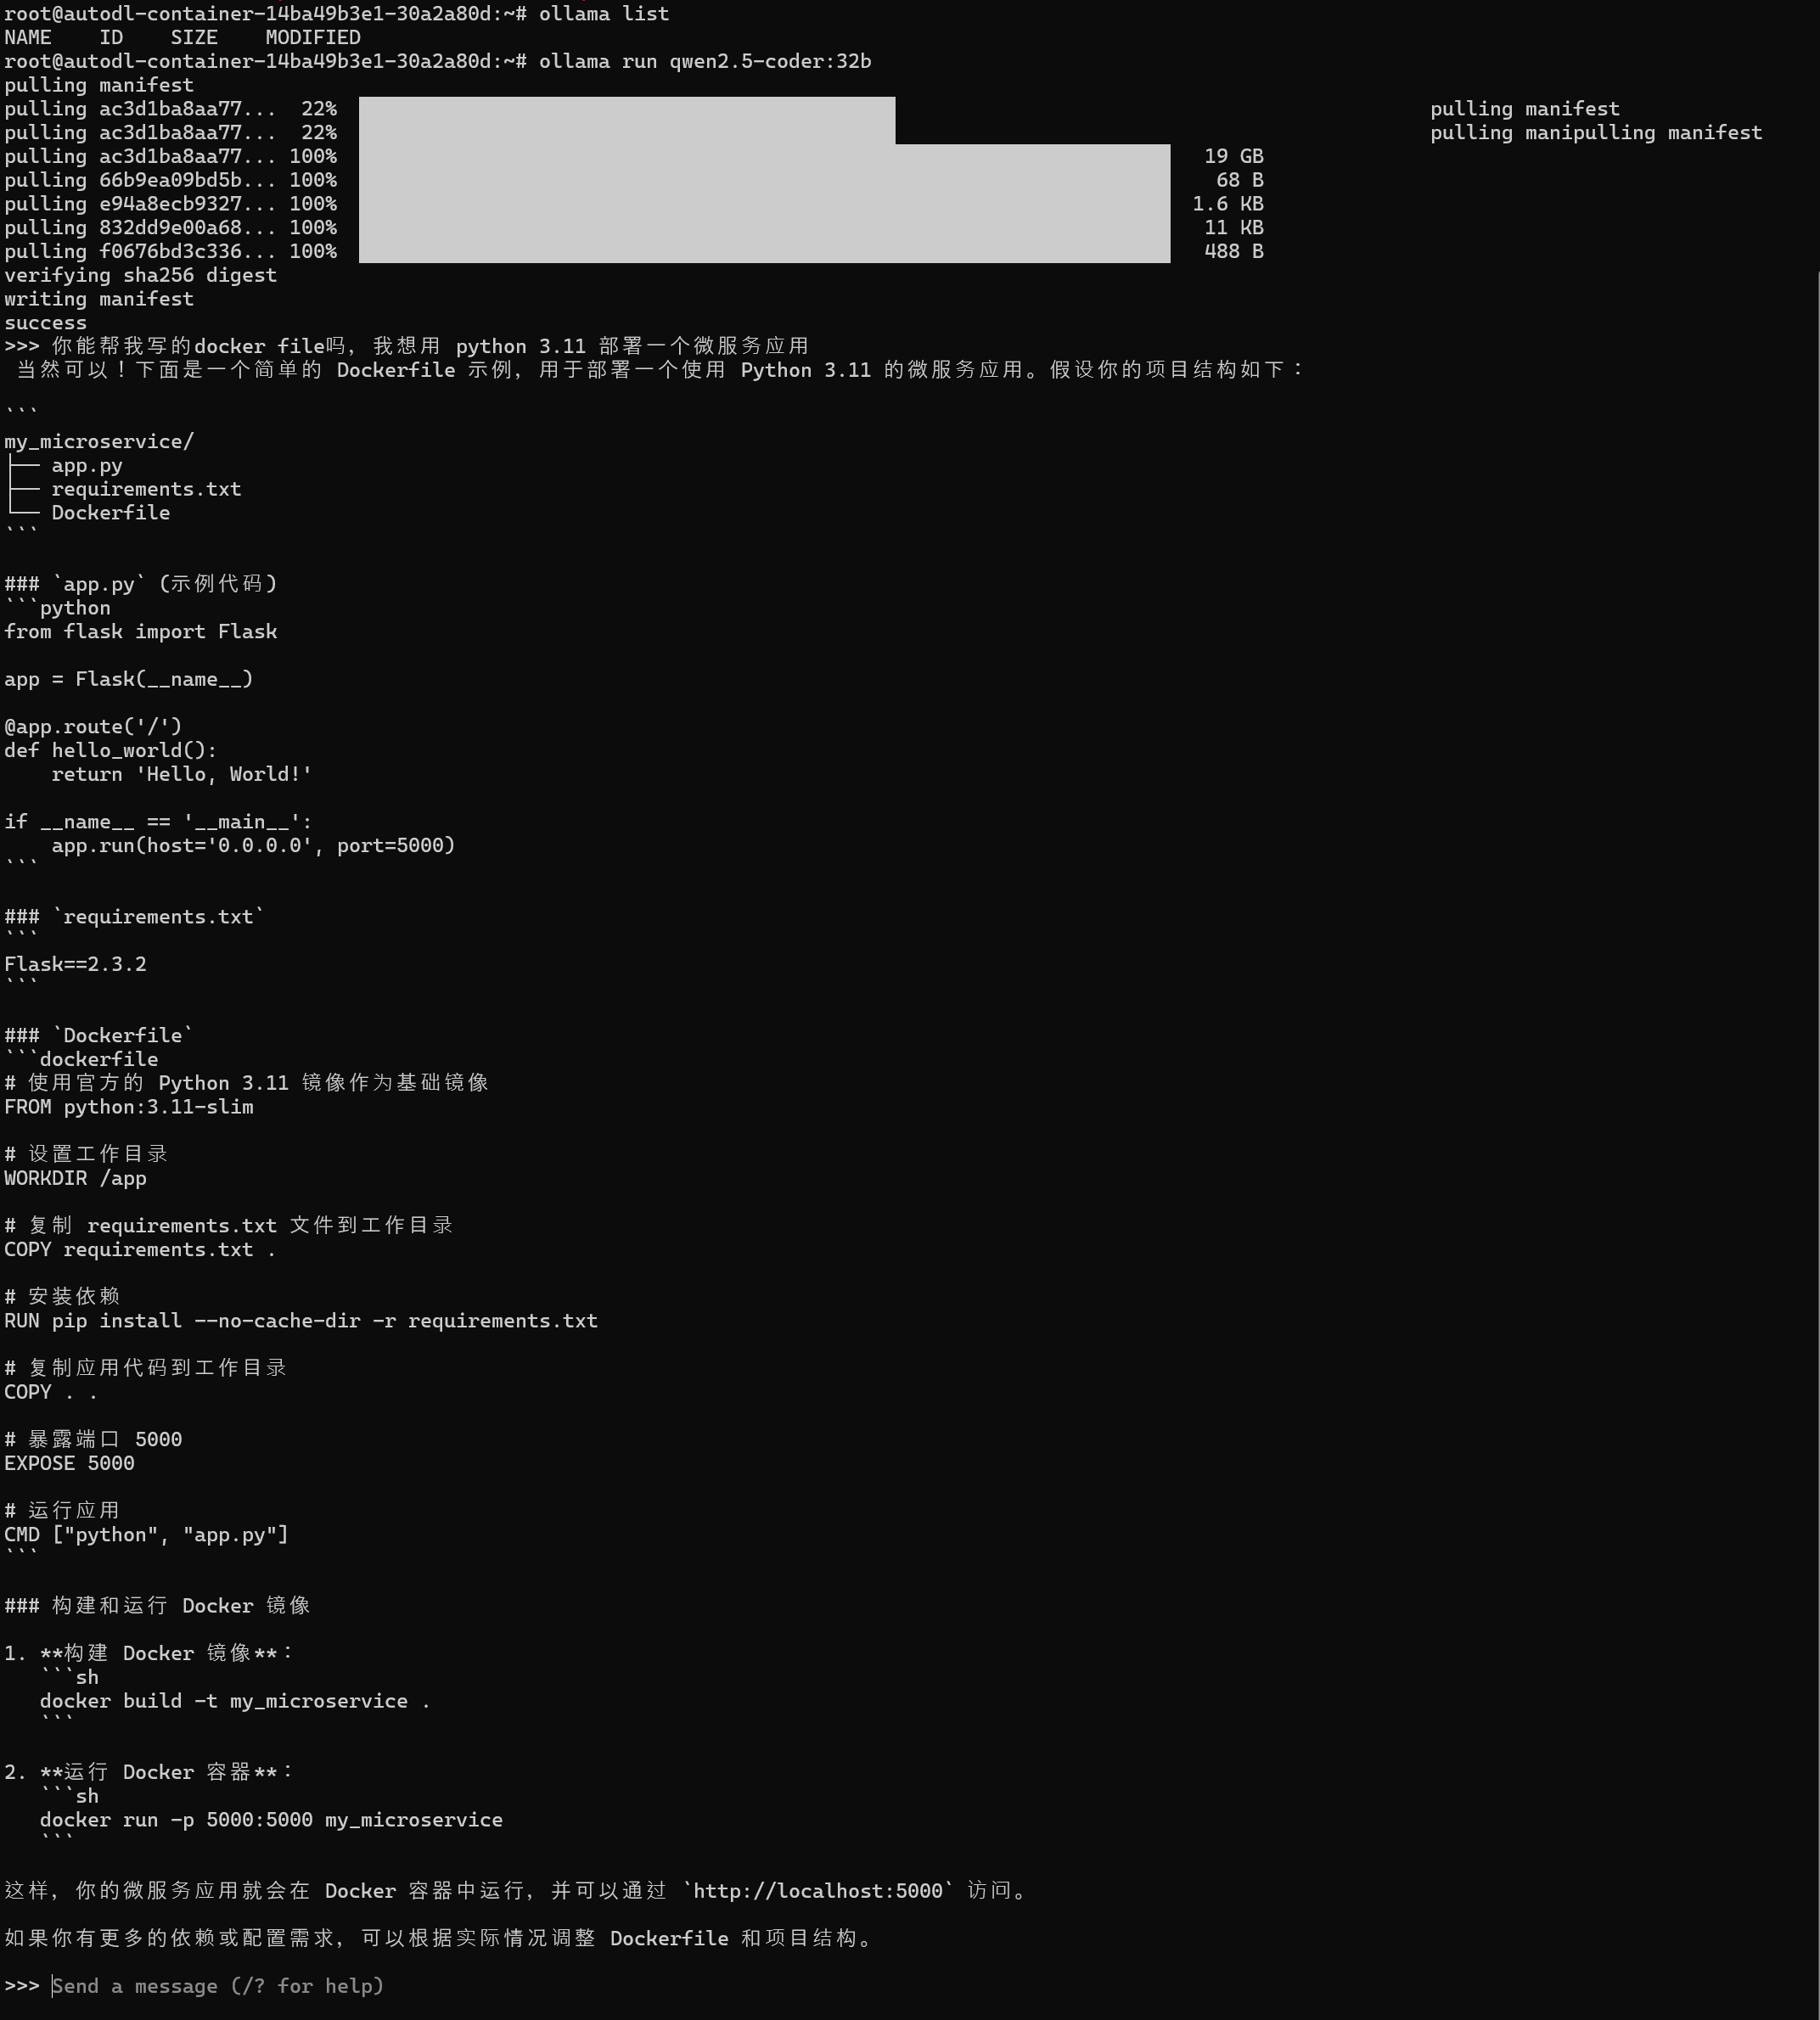 root@autodl-container-14ba49b3e1-30a2a80d:~# ollama list
NAME    ID    SIZE    MODIFIED
root@autodl-container-14ba49b3e1-30a2a80d:~# ollama run qwen2.5-coder:32b
pulling manifest
pulling ac3d1ba8aa77...  22% pulling manifest
pulling ac3d1ba8aa77...  22% pulling manipulling manifest
pulling ac3d1ba8aa77... 100% 19 GB
pulling 66b9ea09bd5b... 100% 68 B
pulling e94a8ecb9327... 100% 1.6 KB
pulling 832dd9e00a68... 100% 11 KB
pulling f0676bd3c336... 100% 488 B
verifying sha256 digest
writing manifest
success
>>> 你能帮我写的docker file吗，我想用 python 3.11 部署一个微服务应用
当然可以！下面是一个简单的 Dockerfile 示例，用于部署一个使用 Python 3.11 的微服务应用。假设你的项目结构如下：
```
my_microservice/
├── app.py
├── requirements.txt
└── Dockerfile
```
### `app.py` (示例代码)
```python
from flask import Flask
app = Flask(__name__)
@app.route('/')
def hello_world():
    return 'Hello, World!'
if __name__ == '__main__':
    app.run(host='0.0.0.0', port=5000)
```
### `requirements.txt`
```
Flask==2.3.2
```
### `Dockerfile`
```dockerfile
# 使用官方的 Python 3.11 镜像作为基础镜像
FROM python:3.11-slim
# 设置工作目录
WORKDIR /app
# 复制 requirements.txt 文件到工作目录
COPY requirements.txt .
# 安装依赖
RUN pip install --no-cache-dir -r requirements.txt
# 复制应用代码到工作目录
COPY . .
# 暴露端口 5000
EXPOSE 5000
# 运行应用
CMD ["python", "app.py"]
```
### 构建和运行 Docker 镜像
1. **构建 Docker 镜像**：
   ```sh
   docker build -t my_microservice .
   ```
2. **运行 Docker 容器**：
   ```sh
   docker run -p 5000:5000 my_microservice
   ```
这样，你的微服务应用就会在 Docker 容器中运行，并可以通过 `http://localhost:5000` 访问。
如果你有更多的依赖或配置需求，可以根据实际情况调整 Dockerfile 和项目结构。
>>> Send a message (/? for help)